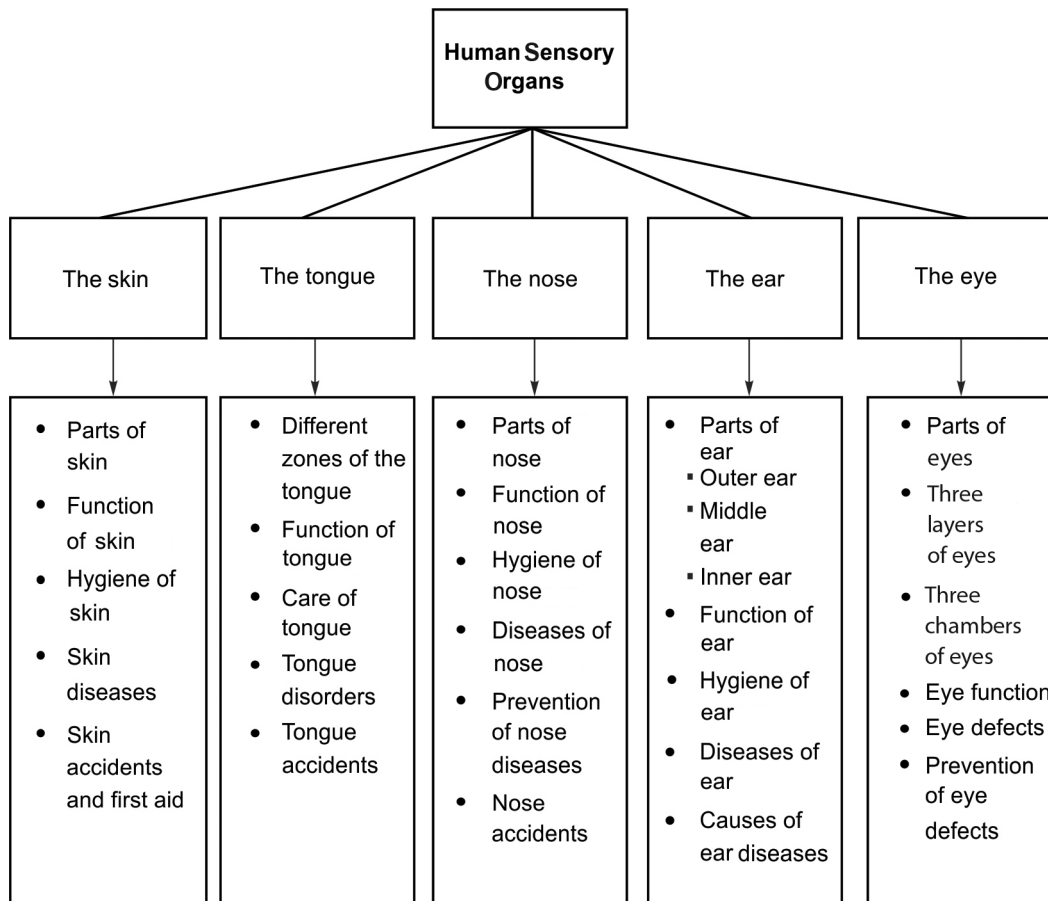 Human Sensory
Organs
The skin
The tongue
The nose
The ear
The eye
• Parts of
skin
• Function
of skin
• Hygiene of
skin
• Skin
diseases
• Skin
accidents
and first aid
• Different
zones of the
tongue
• Function of
tongue
• Care of
tongue
• Tongue
disorders
• Tongue
accidents
• Parts of
nose
• Function of
nose
• Hygiene of
nose
• Diseases of
nose
• Prevention
of nose
diseases
• Nose
accidents
• Parts of
ear
▪ Outer ear
▪ Middle
ear
▪ Inner ear
• Function of
ear
• Hygiene of
ear
• Diseases of
ear
• Causes of
ear diseases
• Parts of
eyes
• Three
layers
of eyes
• Three
chambers
of eyes
• Eye function
• Eye defects
• Prevention
of eye
defects